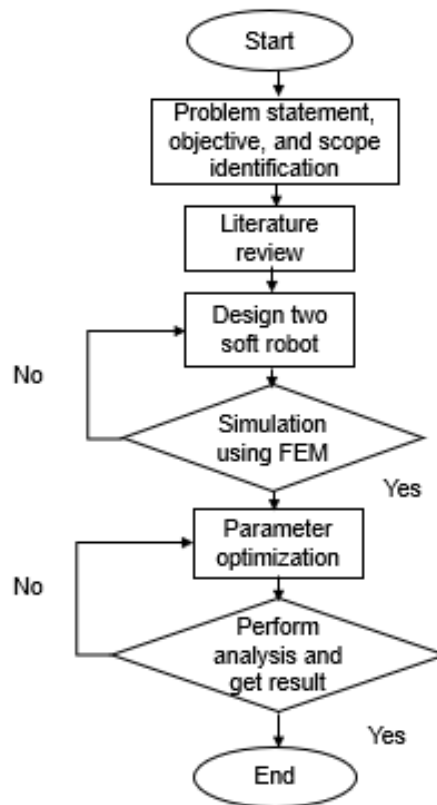 Start
Problem statement,
objective, and scope
identification
Literature
review
Design two
soft robot
No
Simulation
using FEM
Yes
Parameter
optimization
No
Perform
analysis and
get result
Yes
End